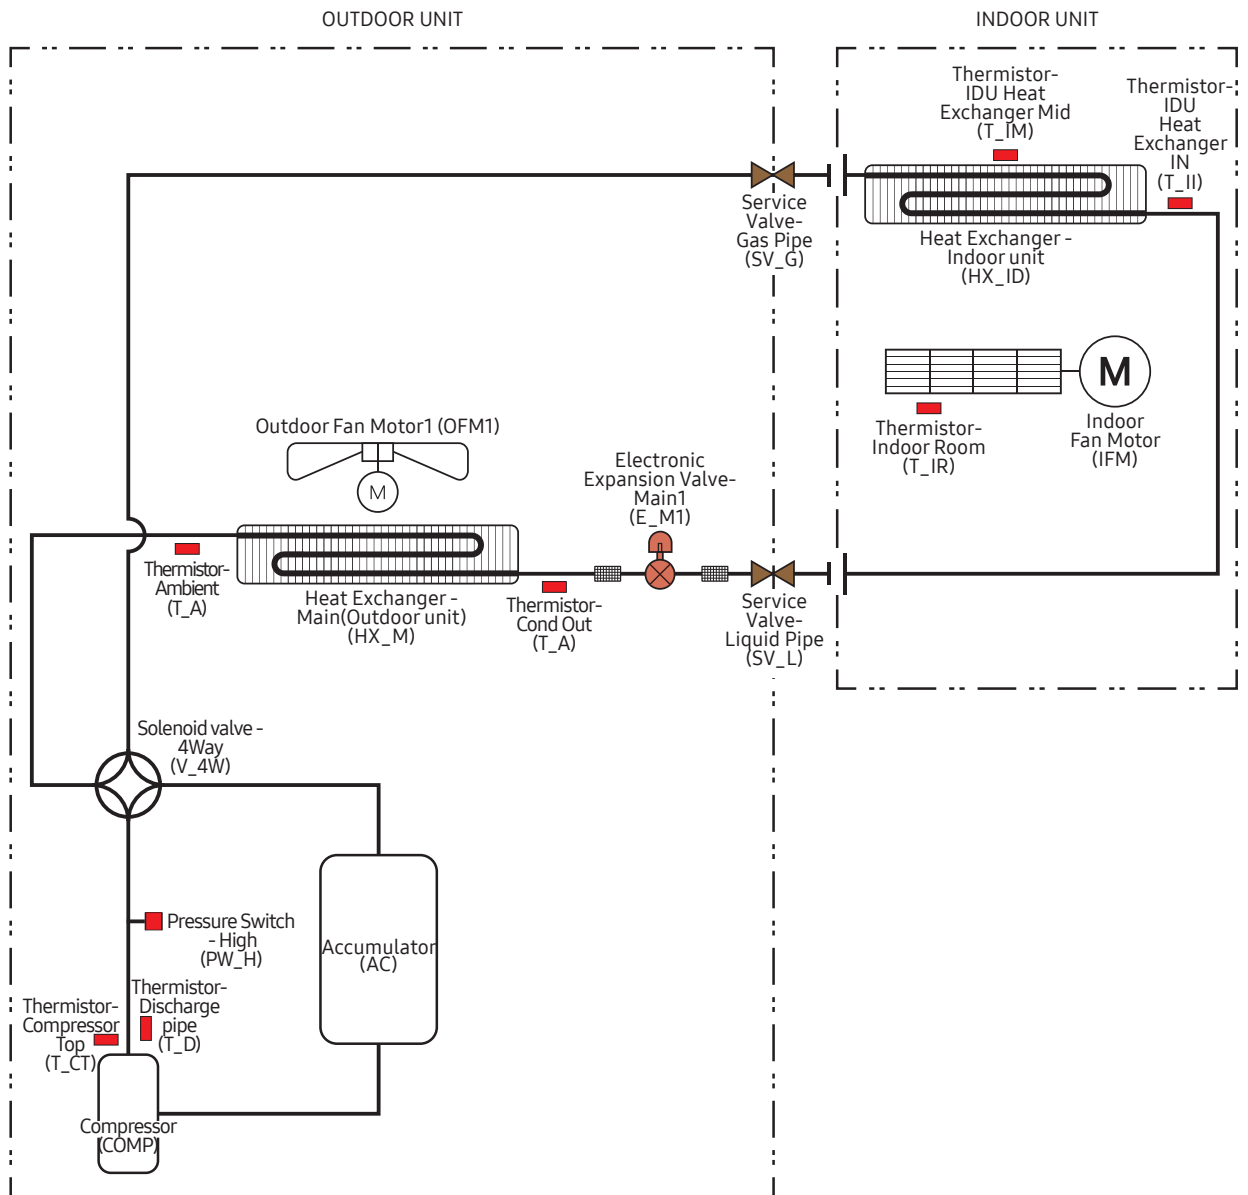 OUTDOOR UNIT
INDOOR UNIT
Thermistor-
IDU Heat
Exchanger Mid
(T_IM)
Thermistor-
IDU
Heat
Exchanger
IN
(T_II)
Service
Valve-
Gas Pipe
(SV_G)
Heat Exchanger -
Indoor unit
(HX_ID)
M
Thermistor-
Indoor Room
(T_IR)
Indoor
Fan Motor
(IFM)
Outdoor Fan Motor1 (OFM1)
M
Electronic
Expansion Valve-
Main1
(E_M1)
Thermistor-
Ambient
(T_A)
Heat Exchanger -
Main(Outdoor unit)
(HX_M)
Thermistor-
Cond Out
(T_A)
Service
Valve-
Liquid Pipe
(SV_L)
Solenoid valve -
4Way
(V_4W)
Pressure Switch
- High
(PW_H)
Accumulator
(AC)
Thermistor-
Compressor
Top
(T_CT)
Thermistor-
Discharge
pipe
(T_D)
Compressor
(COMP)